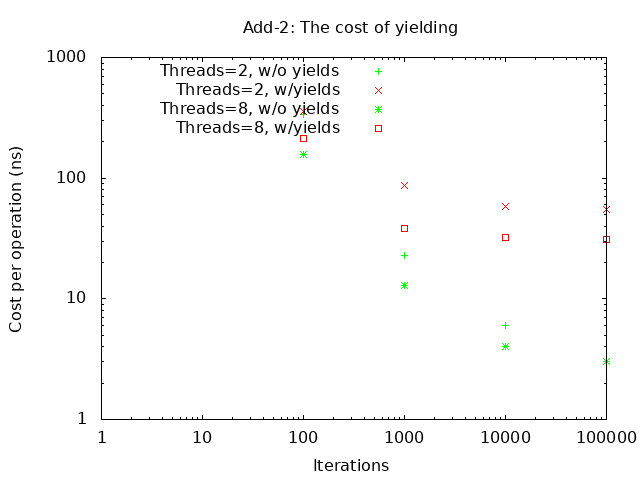 Add-2: The cost of yielding
1000
100
10
1
Cost per operation (ns)
Threads=2, w/o yields
Threads=2, w/yields
Threads=8, w/o yields
Threads=8, w/yields
1 10 100 1000 10000 100000
Iterations